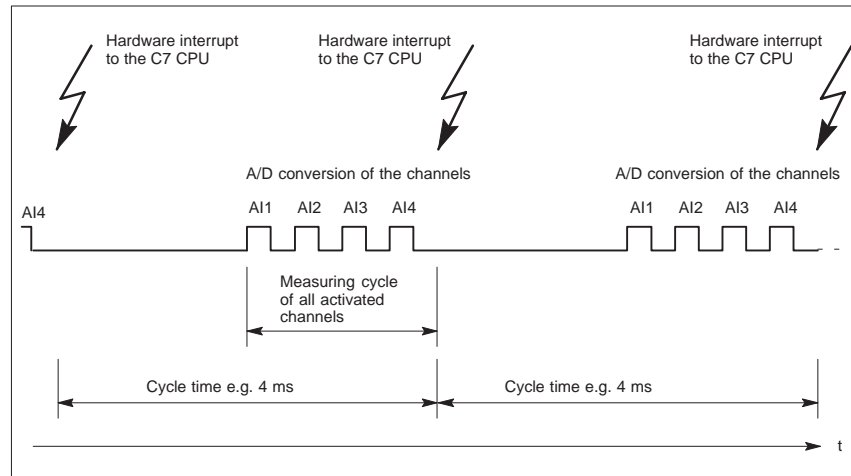 Hardware interrupt
to the C7 CPU
Hardware interrupt
to the C7 CPU
Hardware interrupt
to the C7 CPU
A/D conversion of the channels
A/D conversion of the channels
AI4
AI1 AI2 AI3 AI4
AI1 AI2 AI3 AI4
Measuring cycle
of all activated
channels
Cycle time e.g. 4 ms
Cycle time e.g. 4 ms
t